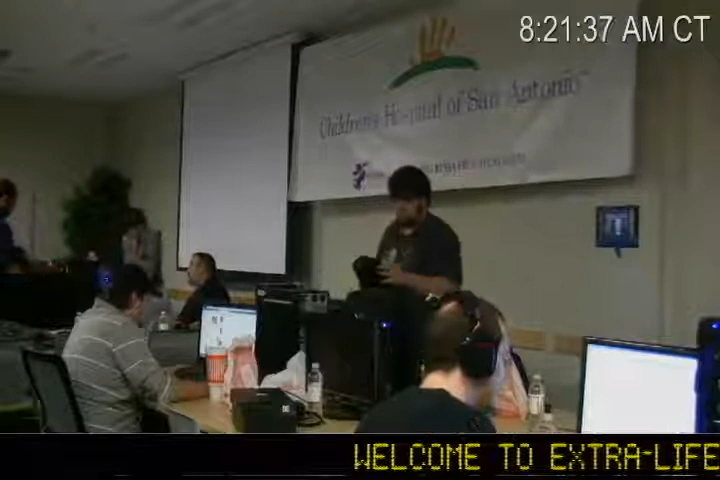 8:21:37 AM CT
Children's Hospital of San Antonio
WELCOME TO EXTRA-LIFE